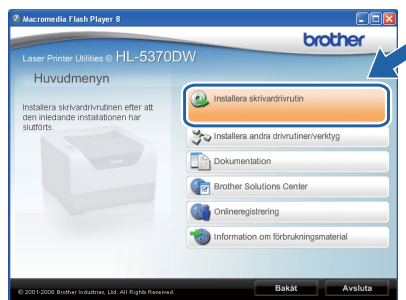 Macromedia Flash Player 8
brother
Laser Printer Utilities ® HL-5370DW
Huvudmenyn
Installera skrivardrivrutinen efter att
den inledande installationen har
slutförts.
Installera skrivardrivrutin
Installera andra drivrutiner/verktyg
Dokumentation
Brother Solutions Center
Onlineregistrering
Information om förbrukningsmaterial
© 2001-2008 Brother Industries, Ltd. All Rights Reserved.
Bakåt
Avsluta